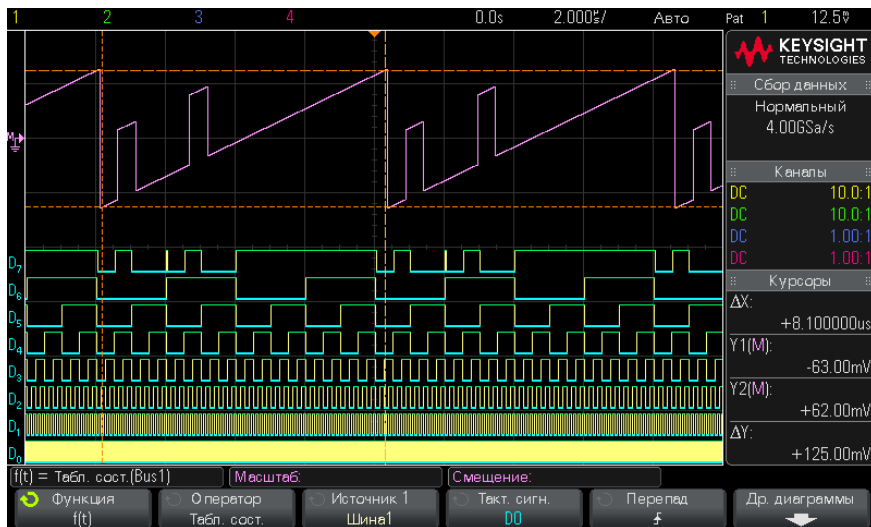 1 2 3 4 0.0s 2.000us/ Авто Pat 1 12.5V
KEYSIGHT
TECHNOLOGIES
Сбор данных
Нормальный
4.00GSa/s
Каналы
DC 10.0:1
DC 10.0:1
DC 1.00:1
DC 1.00:1
Курсоры
ΔX:
+8.100000us
Y1(M):
-63.00mV
Y2(M):
+62.00mV
ΔY:
+125.00mV
M
D7
D6
D5
D4
D3
D2
D1
D0
f(t) = Табл. сост.(Bus1) Масштаб: Смещение:
Функция Оператор Источник 1 Такт. сигн. Перепад Др. диаграммы
f(t) Табл. сост. Шина1 D0